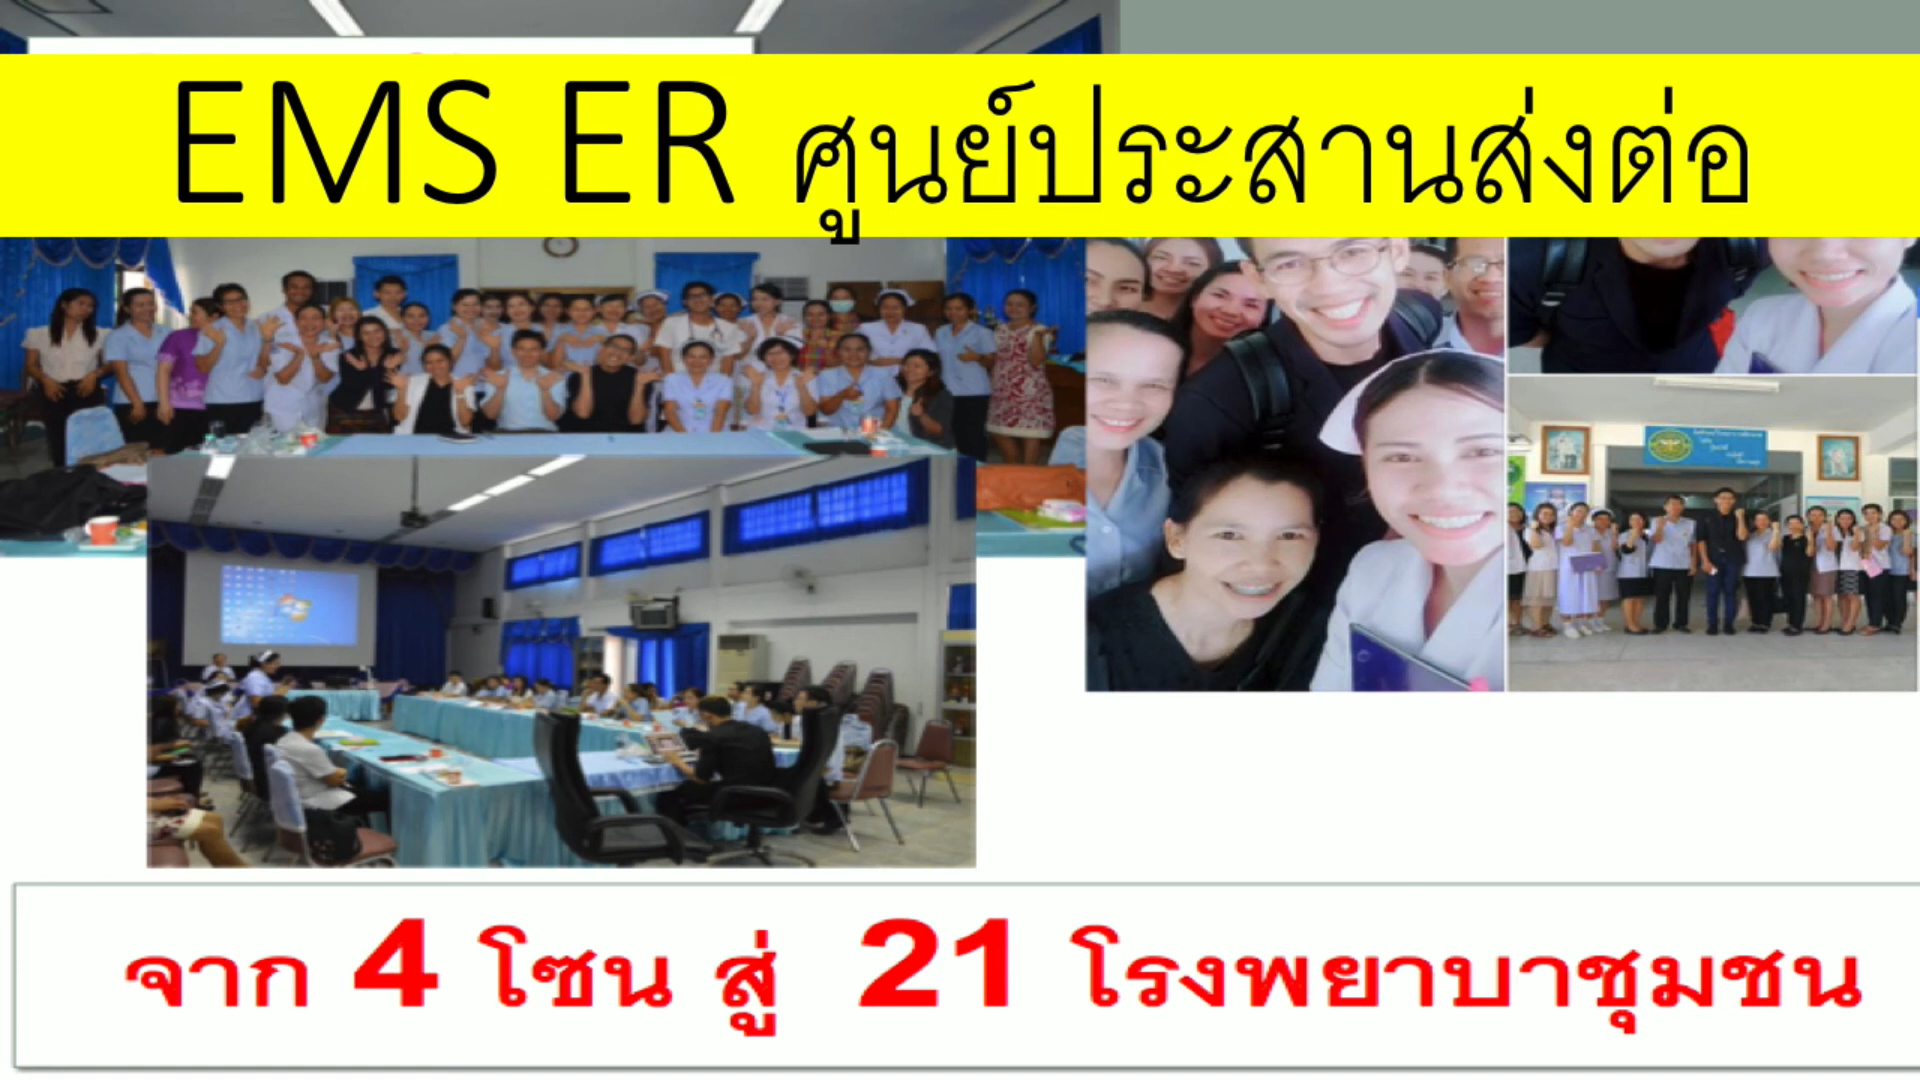 EMS ER ศูนย์ประสานส่งต่อ
จาก 4 โซน สู่ 21 โรงพยาบาชุมชน